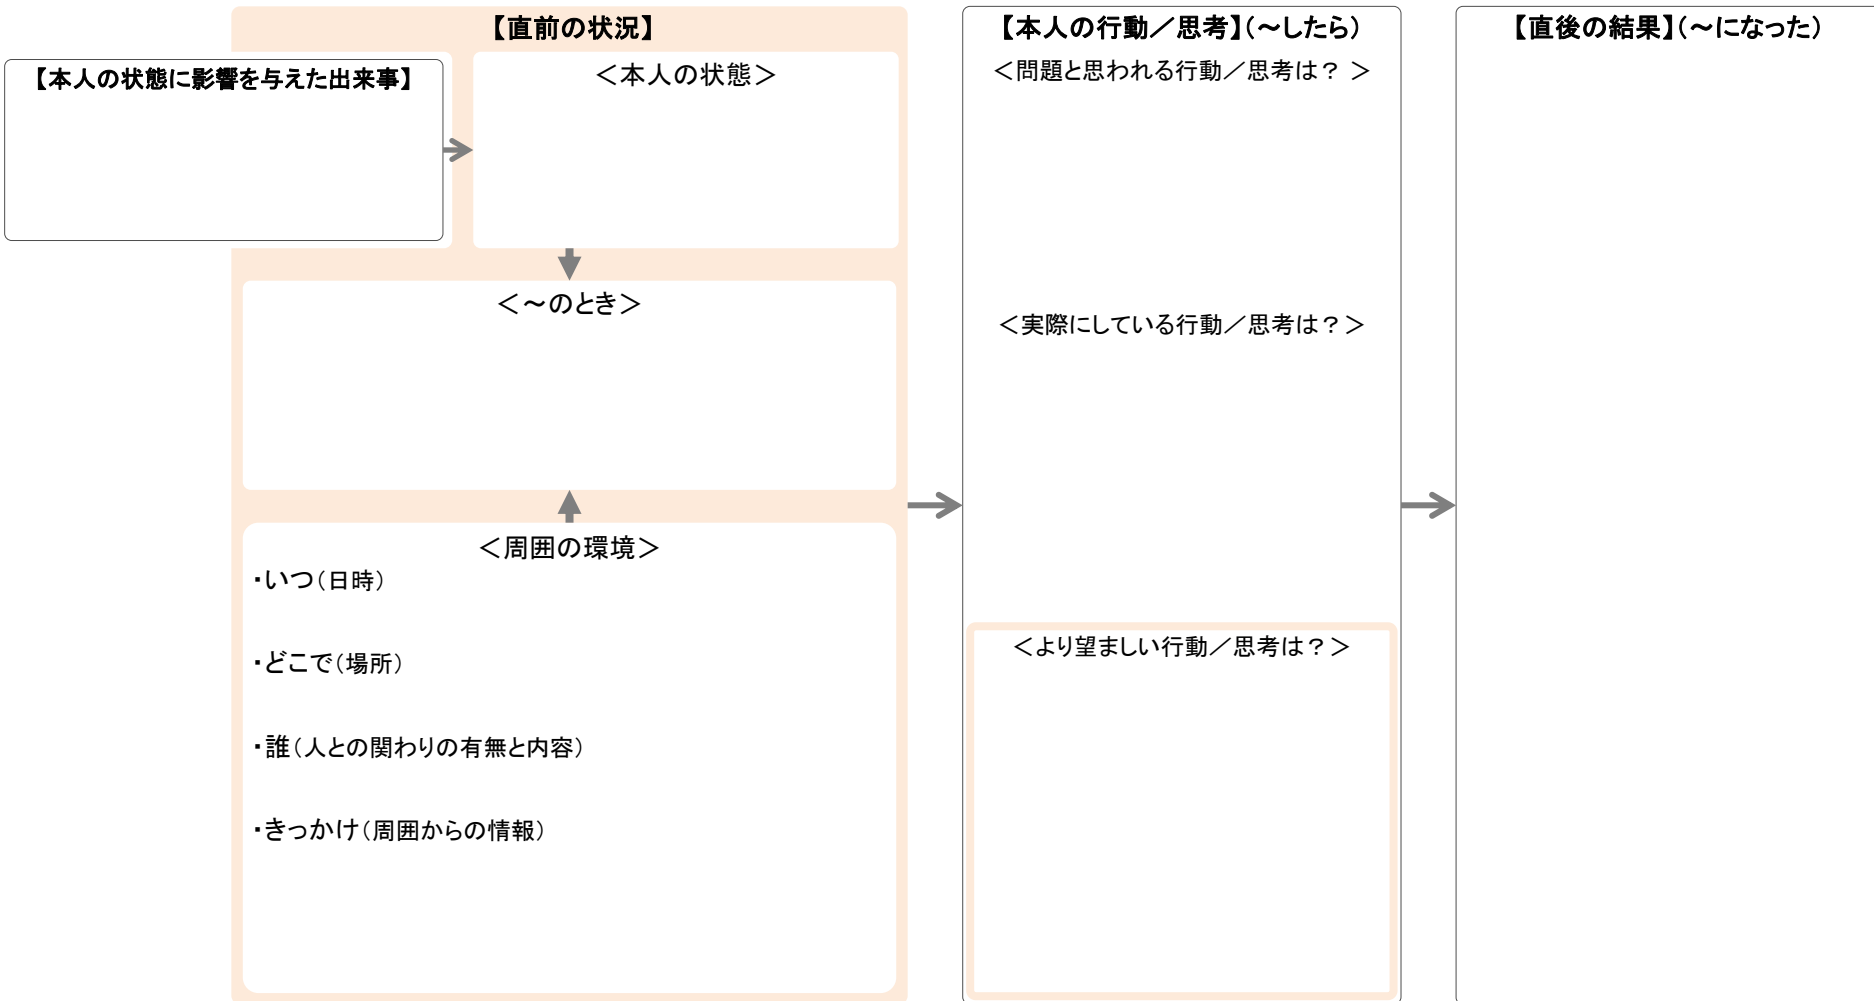 【直前の状況】
【本人の状態に影響を与えた出来事】
＜本人の状態＞
＜～のとき＞
＜周囲の環境＞
・いつ（日時）
・どこで（場所）
・誰（人との関わりの有無と内容）
・きっかけ（周囲からの情報）
【本人の行動／思考】（～したら）
＜問題と思われる行動／思考は？ ＞
＜実際にしている行動／思考は？＞
＜より望ましい行動／思考は？＞
【直後の結果】（～になった）